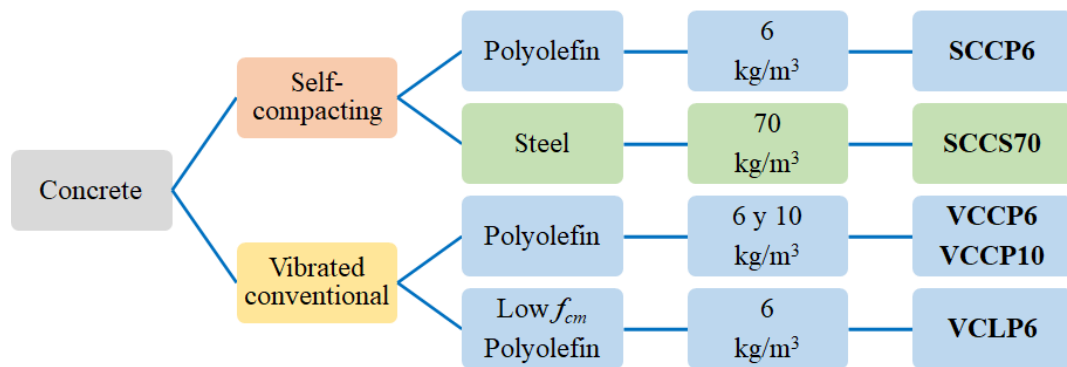 Concrete
Self-
compacting
Polyolefin
6
kg/m³
SCCP6
Steel
70
kg/m³
SCCS70
Vibrated
conventional
Polyolefin
6 y 10
kg/m³
VCCP6
VCCP10
Low f_cm
Polyolefin
6
kg/m³
VCLP6